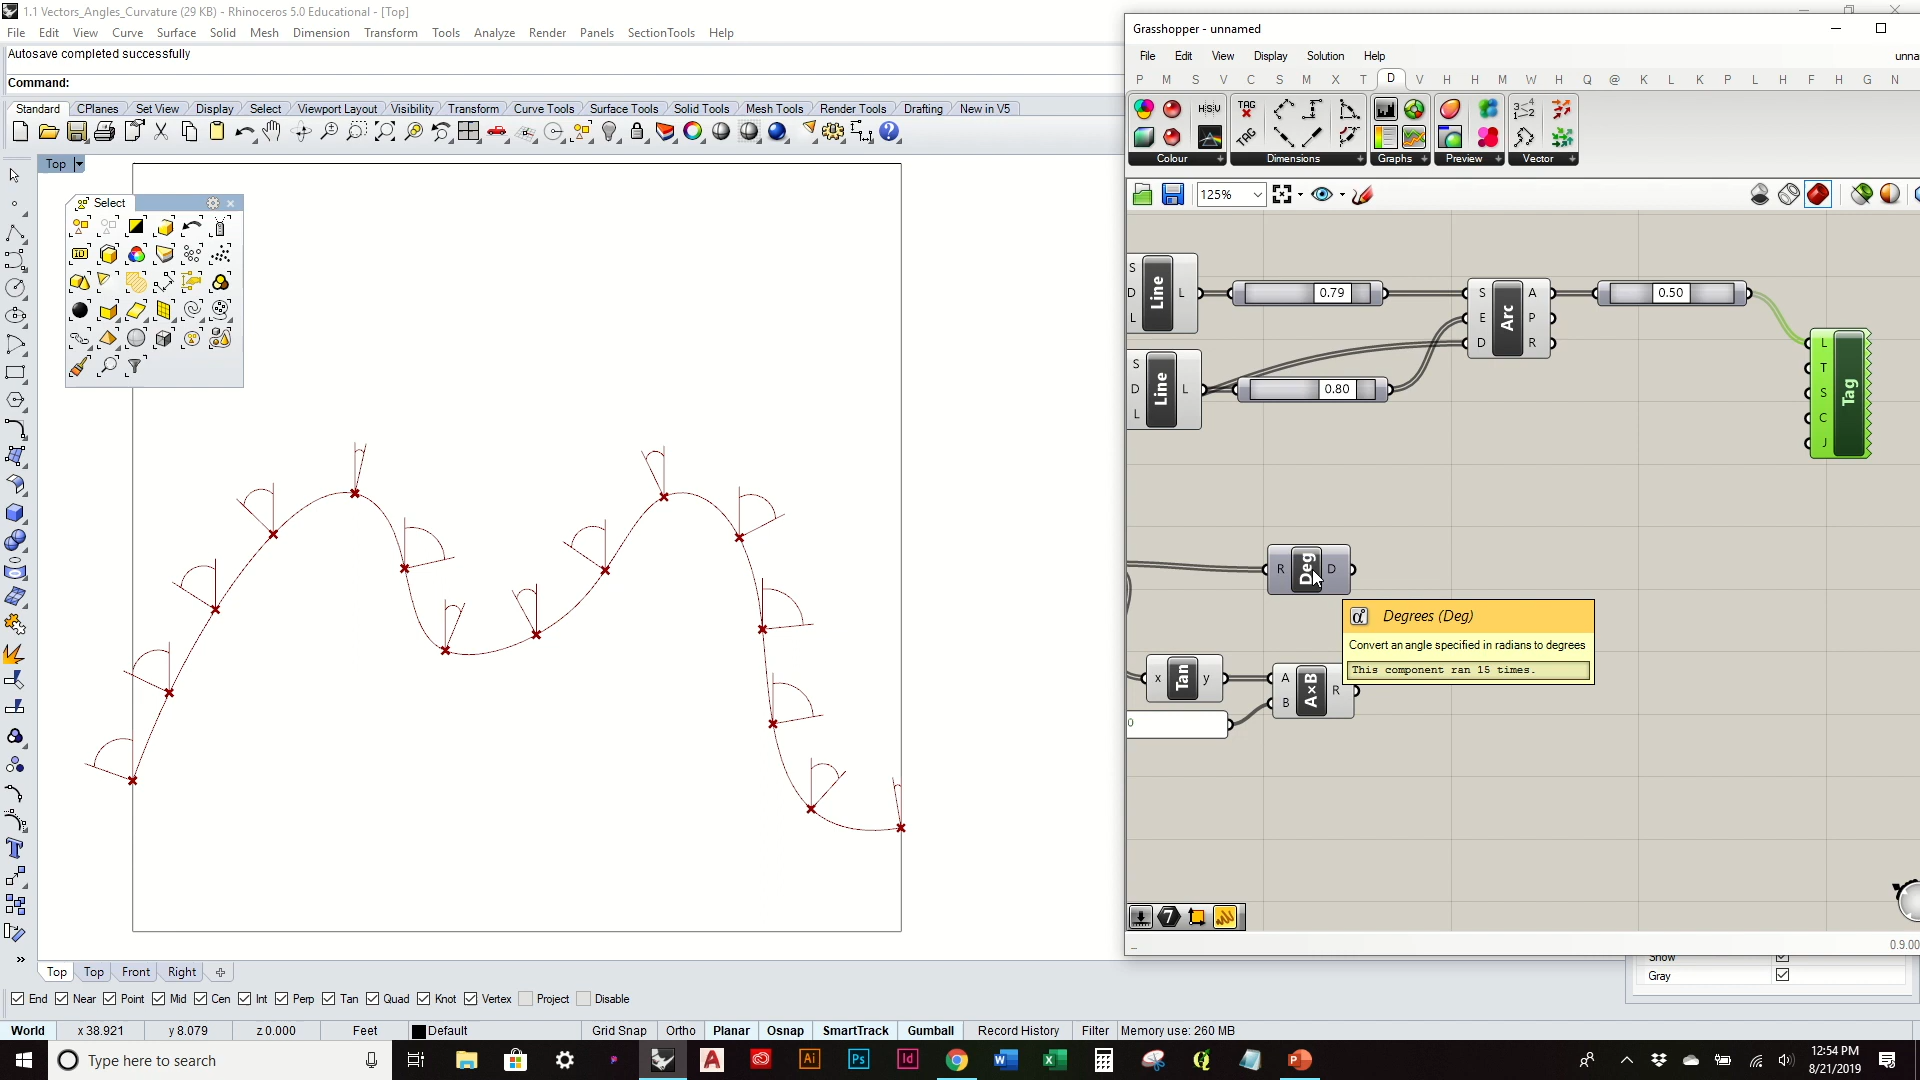 1.1 Vectors_Angles_Curvature (29 KB) - Rhinoceros 5.0 Educational - [Top]
File Edit View Curve Surface Solid Mesh Dimension Transform Tools Analyze Render Panels SectionTools Help
Autosave completed successfully
Command:
Standard CPlanes Set View Display Select Viewport Layout Visibility Transform Curve Tools Surface Tools Solid Tools Mesh Tools Render Tools Drafting New in V5
Top
Select
Grasshopper - unnamed
File Edit View Display Solution Help
unna
P M S V C S M X T D V H H M W H Q @ K L K P L H F H G N
Colour Dimensions Graphs Preview Vector
125%
S D L Line L
0.79
S E D Arc A P R
0.50
S D L Line L
0.80
L T S C J Tag
R Deg D
Degrees (Deg)
Convert an angle specified in radians to degrees
This component ran 15 times.
x Tan y
A B A×B R
0
7
0.9.00
Show
Gray
Top Top Front Right
End Near Point Mid Cen Int Perp Tan Quad Knot Vertex Project Disable
World x 38.921 y 8.079 z 0.000 Feet Default Grid Snap Ortho Planar Osnap SmartTrack Gumball Record History Filter Memory use: 260 MB
Type here to search
12:54 PM
8/21/2019